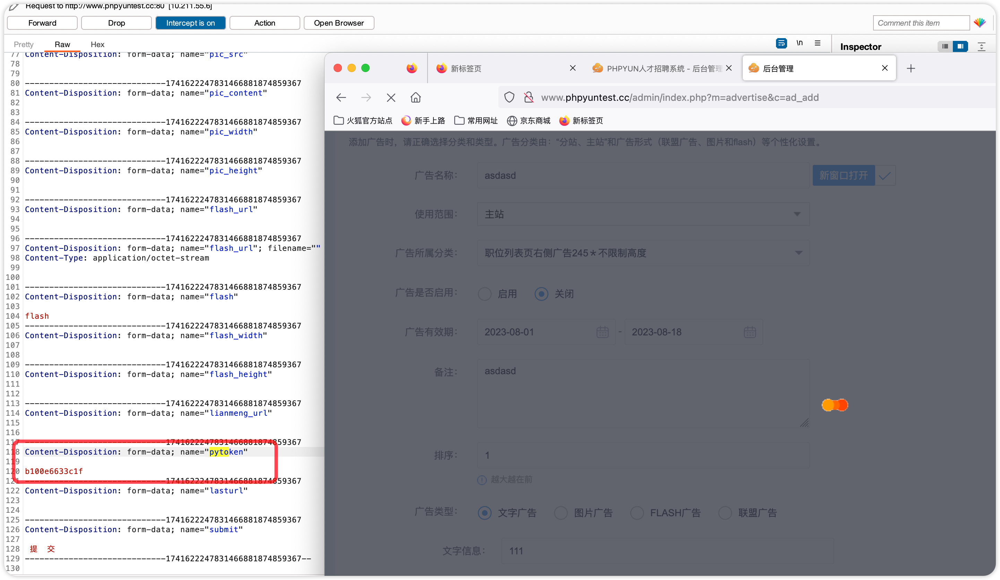 Request to http://www.phpyuntest.cc:80 [10.211.55.6]
Forward
Drop
Intercept is on
Action
Open Browser
Comment this item
Pretty
Raw
Hex
\n
Inspector
77 Content-Disposition: form-data; name="pic_src"
78
79
80 -----------------------------17416222478314668818748​59367
81 Content-Disposition: form-data; name="pic_content"
82
83
84 -----------------------------1741622247831466881874859367
85 Content-Disposition: form-data; name="pic_width"
86
87
88 -----------------------------1741622247831466881874859367
89 Content-Disposition: form-data; name="pic_height"
90
91
92 -----------------------------1741622247831466881874859367
93 Content-Disposition: form-data; name="flash_url"
94
95
96 -----------------------------1741622247831466881874859367
97 Content-Disposition: form-data; name="flash_url"; filename=""
98 Content-Type: application/octet-stream
99
100
101 -----------------------------1741622247831466881874859367
102 Content-Disposition: form-data; name="flash"
103
104 flash
105 -----------------------------1741622247831466881874859367
106 Content-Disposition: form-data; name="flash_width"
107
108
109 -----------------------------1741622247831466881874859367
110 Content-Disposition: form-data; name="flash_height"
111
112
113 -----------------------------1741622247831466881874859367
114 Content-Disposition: form-data; name="lianmeng_url"
115
116
117 -----------------------------1741622247831466881874859367
118 Content-Disposition: form-data; name="pytoken"
119
120 b100e6633c1f
121 -----------------------------1741622247831466881874859367
122 Content-Disposition: form-data; name="lasturl"
123
124
125 -----------------------------1741622247831466881874859367
126 Content-Disposition: form-data; name="submit"
127
128 提 交
129 -----------------------------1741622247831466881874859367--
130
新标签页
PHPYUN人才招聘系统 - 后台管理
后台管理
www.phpyuntest.cc/admin/index.php?m=advertise&c=ad_add
火狐官方站点
新手上路
常用网址
京东商城
新标签页
添加广告时，请正确选择分类和类型。广告分类由：“分站、主站”和广告形式（联盟广告、图片和flash）等个性化设置。
广告名称： asdasd 新窗口打开
使用范围： 主站
广告所属分类： 职位列表页右侧广告245＊不限制高度
广告是否启用： 启用 关闭
广告有效期： 2023-08-01 - 2023-08-18
备注： asdasd
排序： 1
越大越在前
广告类型： 文字广告 图片广告 FLASH广告 联盟广告
文字信息： 111